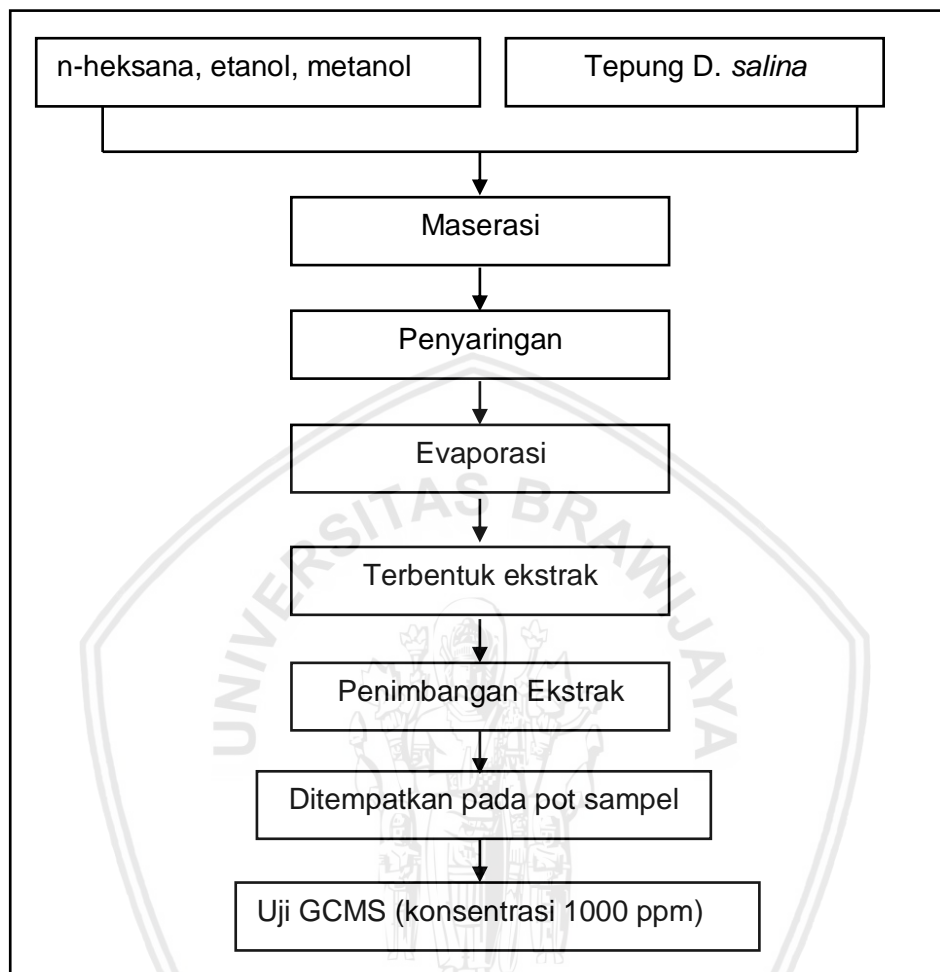 n-heksana, etanol, metanol
Tepung D. salina
Maserasi
Penyaringan
Evaporasi
Terbentuk ekstrak
Penimbangan Ekstrak
Ditempatkan pada pot sampel
Uji GCMS (konsentrasi 1000 ppm)
UNIVERSITAS BRAWIJAYA